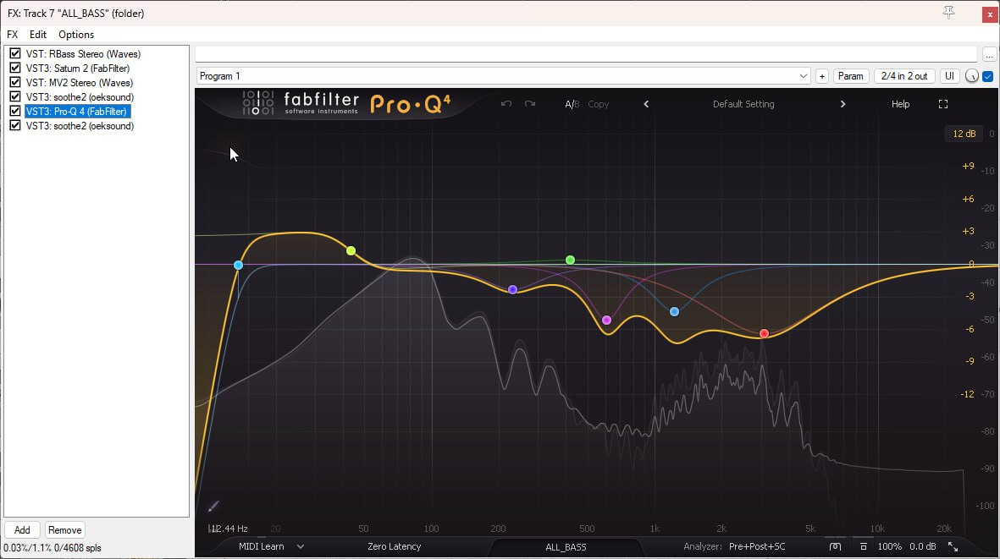 FX: Track 7 "ALL_BASS" (folder)
x
FX Edit Options
VST: RBass Stereo (Waves)
VST3: Saturn 2 (FabFilter)
VST: MV2 Stereo (Waves)
VST3: soothe2 (oeksound)
VST3: Pro-Q 4 (FabFilter)
VST3: soothe2 (oeksound)
...
Program 1 + Param 2/4 in 2 out UI
fabfilter
software instruments
Pro·Q4
A/B Copy Default Setting Help
12 dB 0
+9 -10
+6 -20
+3 -30
0 -40
-3 -50
-6 -60
-9 -70
-12 -80
-90
-100
20 50 100 200 500 1k 2k 5k 10k 20k
Add Remove
0.03%/1.1% 0/4608 spls
MIDI Learn Zero Latency ALL_BASS Analyzer: Pre+Post+SC 100% 0.0 dB